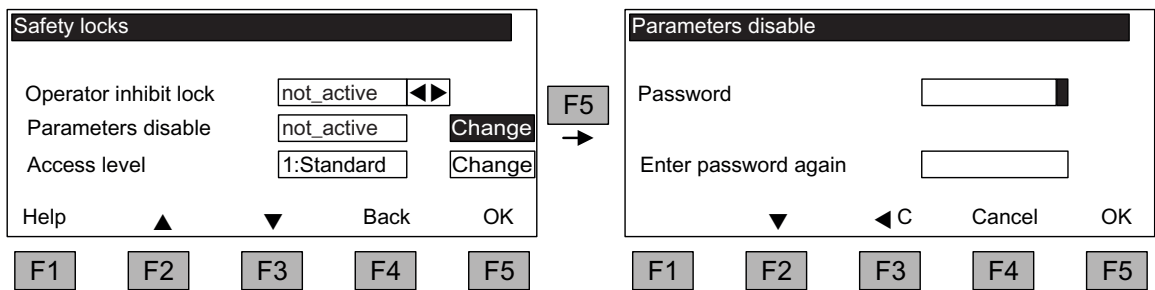 Safety locks
Operator inhibit lock not_active ◀▶
Parameters disable not_active Change
Access level 1:Standard Change
Help ▲ ▼ Back OK
F1 F2 F3 F4 F5
F5
→
Parameters disable
Password
Enter password again
▼ ◀ C Cancel OK
F1 F2 F3 F4 F5